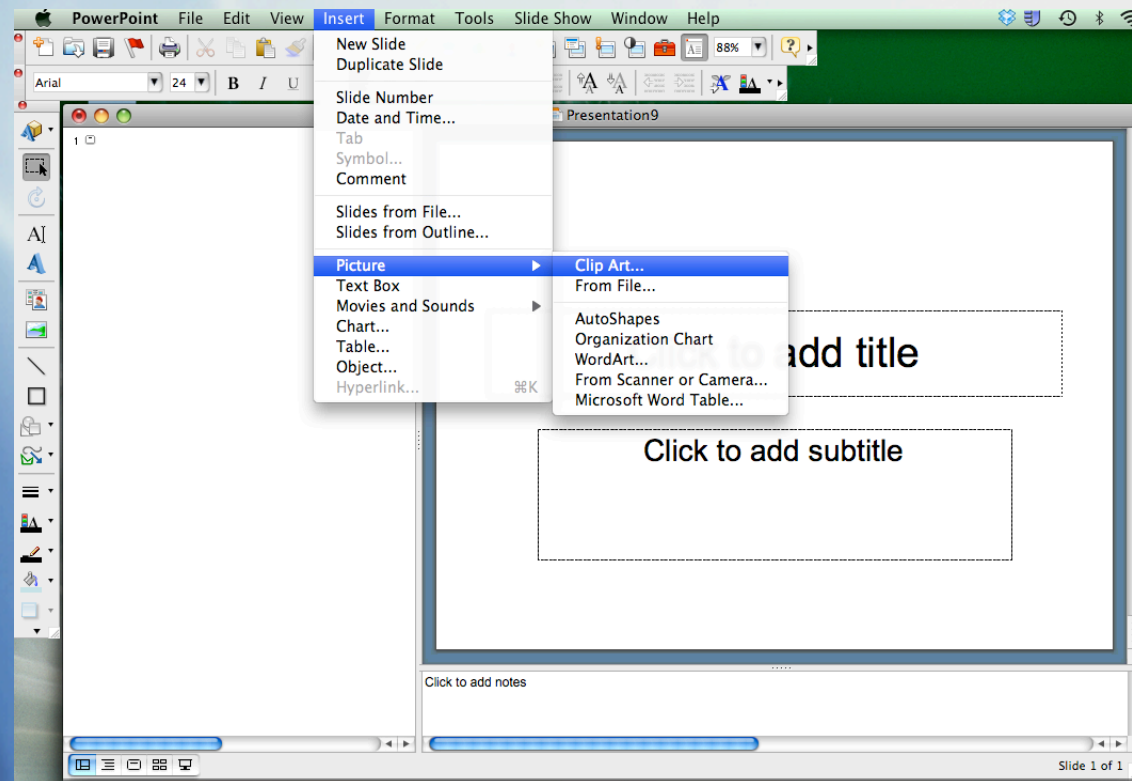 PowerPoint File Edit View Insert Format Tools Slide Show Window Help
88%
Arial 24 B I U
New Slide
Duplicate Slide
Slide Number
Date and Time...
Tab
Symbol...
Comment
Slides from File...
Slides from Outline...
Picture
Text Box
Movies and Sounds
Chart...
Table...
Object...
Hyperlink... ⌘K
Clip Art...
From File...
AutoShapes
Organization Chart
WordArt...
From Scanner or Camera...
Microsoft Word Table...
Presentation9
1
to add title
Click to add subtitle
Click to add notes
Slide 1 of 1